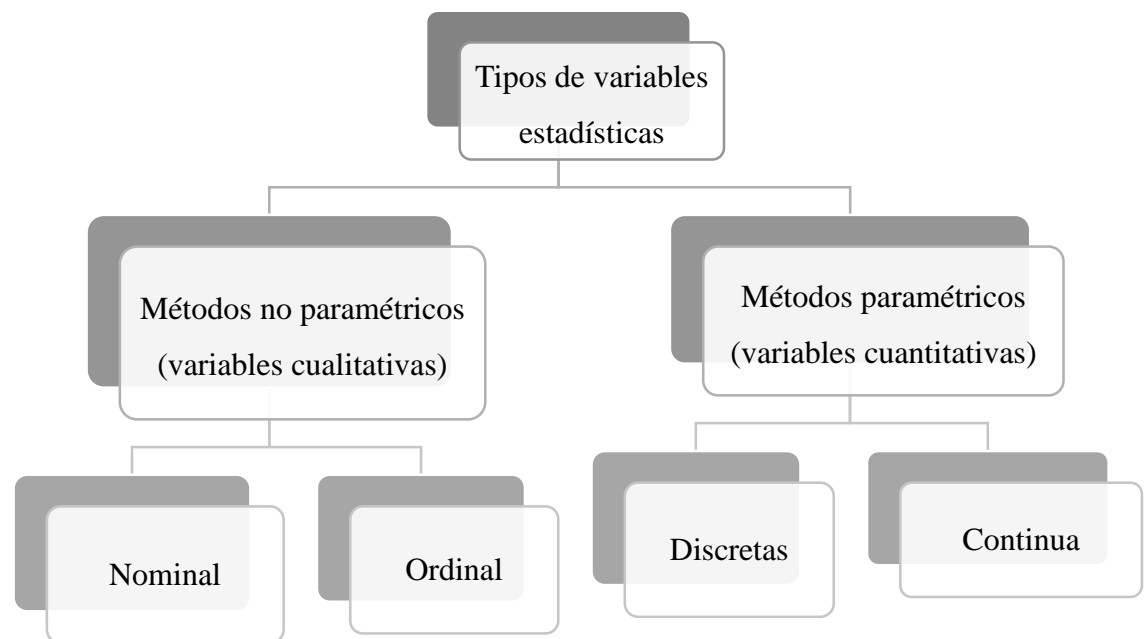 Tipos de variables
estadísticas
Métodos no paramétricos
(variables cualitativas)
Métodos paramétricos
(variables cuantitativas)
Nominal
Ordinal
Discretas
Continua